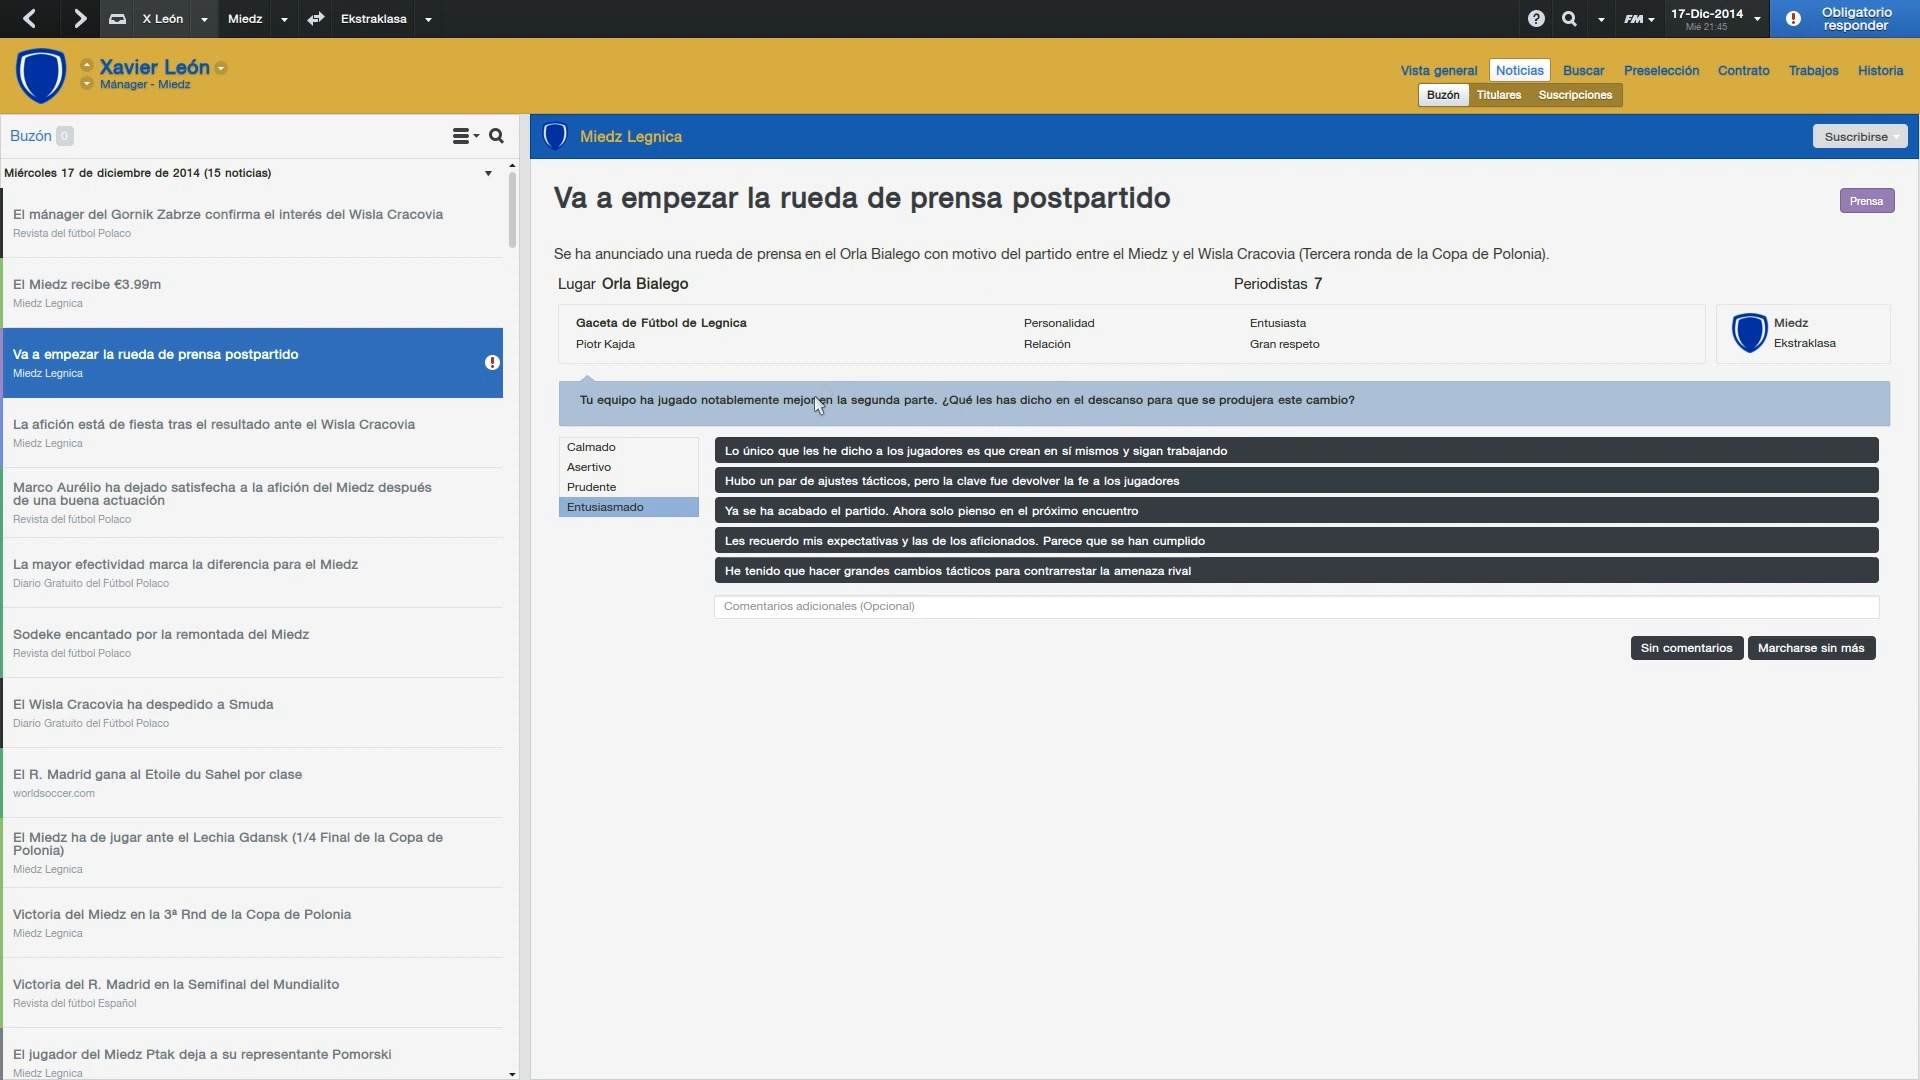 X León
Miedz
Ekstraklasa
FM
17-Dic-2014
Mié 21:45
Obligatorio
responder
Xavier León
Mánager - Miedz
Vista general
Noticias
Buscar
Preselección
Contrato
Trabajos
Historia
Buzón
Titulares
Suscripciones
Buzón 0
Miércoles 17 de diciembre de 2014 (15 noticias)
El mánager del Gornik Zabrze confirma el interés del Wisla Cracovia
Revista del fútbol Polaco
El Miedz recibe €3.99m
Miedz Legnica
Va a empezar la rueda de prensa postpartido
Miedz Legnica
La afición está de fiesta tras el resultado ante el Wisla Cracovia
Miedz Legnica
Marco Aurélio ha dejado satisfecha a la afición del Miedz después
de una buena actuación
Revista del fútbol Polaco
La mayor efectividad marca la diferencia para el Miedz
Diario Gratuito del Fútbol Polaco
Sodeke encantado por la remontada del Miedz
Revista del fútbol Polaco
El Wisla Cracovia ha despedido a Smuda
Diario Gratuito del Fútbol Polaco
El R. Madrid gana al Etoile du Sahel por clase
worldsoccer.com
El Miedz ha de jugar ante el Lechia Gdansk (1/4 Final de la Copa de
Polonia)
Miedz Legnica
Victoria del Miedz en la 3ª Rnd de la Copa de Polonia
Miedz Legnica
Victoria del R. Madrid en la Semifinal del Mundialito
Revista del fútbol Español
El jugador del Miedz Ptak deja a su representante Pomorski
Miedz Legnica
Miedz Legnica
Suscribirse
Va a empezar la rueda de prensa postpartido
Prensa
Se ha anunciado una rueda de prensa en el Orla Bialego con motivo del partido entre el Miedz y el Wisla Cracovia (Tercera ronda de la Copa de Polonia).
Lugar Orla Bialego
Periodistas 7
Gaceta de Fútbol de Legnica
Personalidad
Entusiasta
Piotr Kajda
Relación
Gran respeto
Miedz
Ekstraklasa
Tu equipo ha jugado notablemente mejor en la segunda parte. ¿Qué les has dicho en el descanso para que se produjera este cambio?
Calmado
Asertivo
Prudente
Entusiasmado
Lo único que les he dicho a los jugadores es que crean en sí mismos y sigan trabajando
Hubo un par de ajustes tácticos, pero la clave fue devolver la fe a los jugadores
Ya se ha acabado el partido. Ahora solo pienso en el próximo encuentro
Les recuerdo mis expectativas y las de los aficionados. Parece que se han cumplido
He tenido que hacer grandes cambios tácticos para contrarrestar la amenaza rival
Comentarios adicionales (Opcional)
Sin comentarios
Marcharse sin más